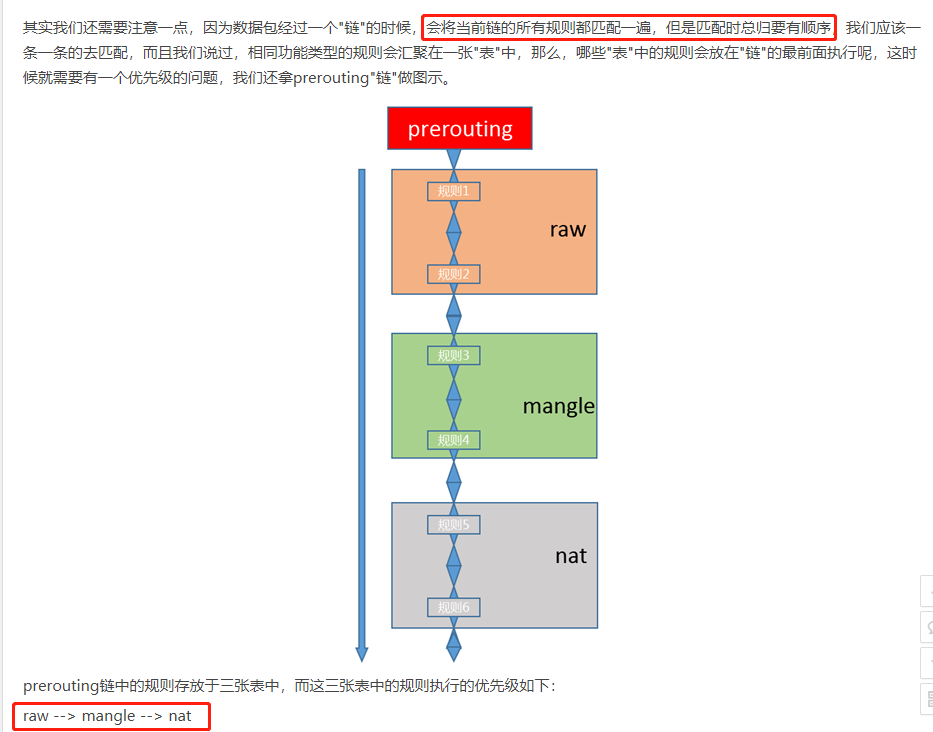 其实我们还需要注意一点，因为数据包经过一个"链"的时候，会将当前链的所有规则都匹配一遍，但是匹配时总归要有顺序，我们应该一
条一条的去匹配，而且我们说过，相同功能类型的规则会汇聚在一张"表"中，那么，哪些"表"中的规则会放在"链"的最前面执行呢，这时
候就需要有一个优先级的问题，我们还拿prerouting"链"做图示。
prerouting
规则1
raw
规则2
规则3
mangle
规则4
规则5
nat
规则6
prerouting链中的规则存放于三张表中，而这三张表中的规则执行的优先级如下：
raw --> mangle --> nat